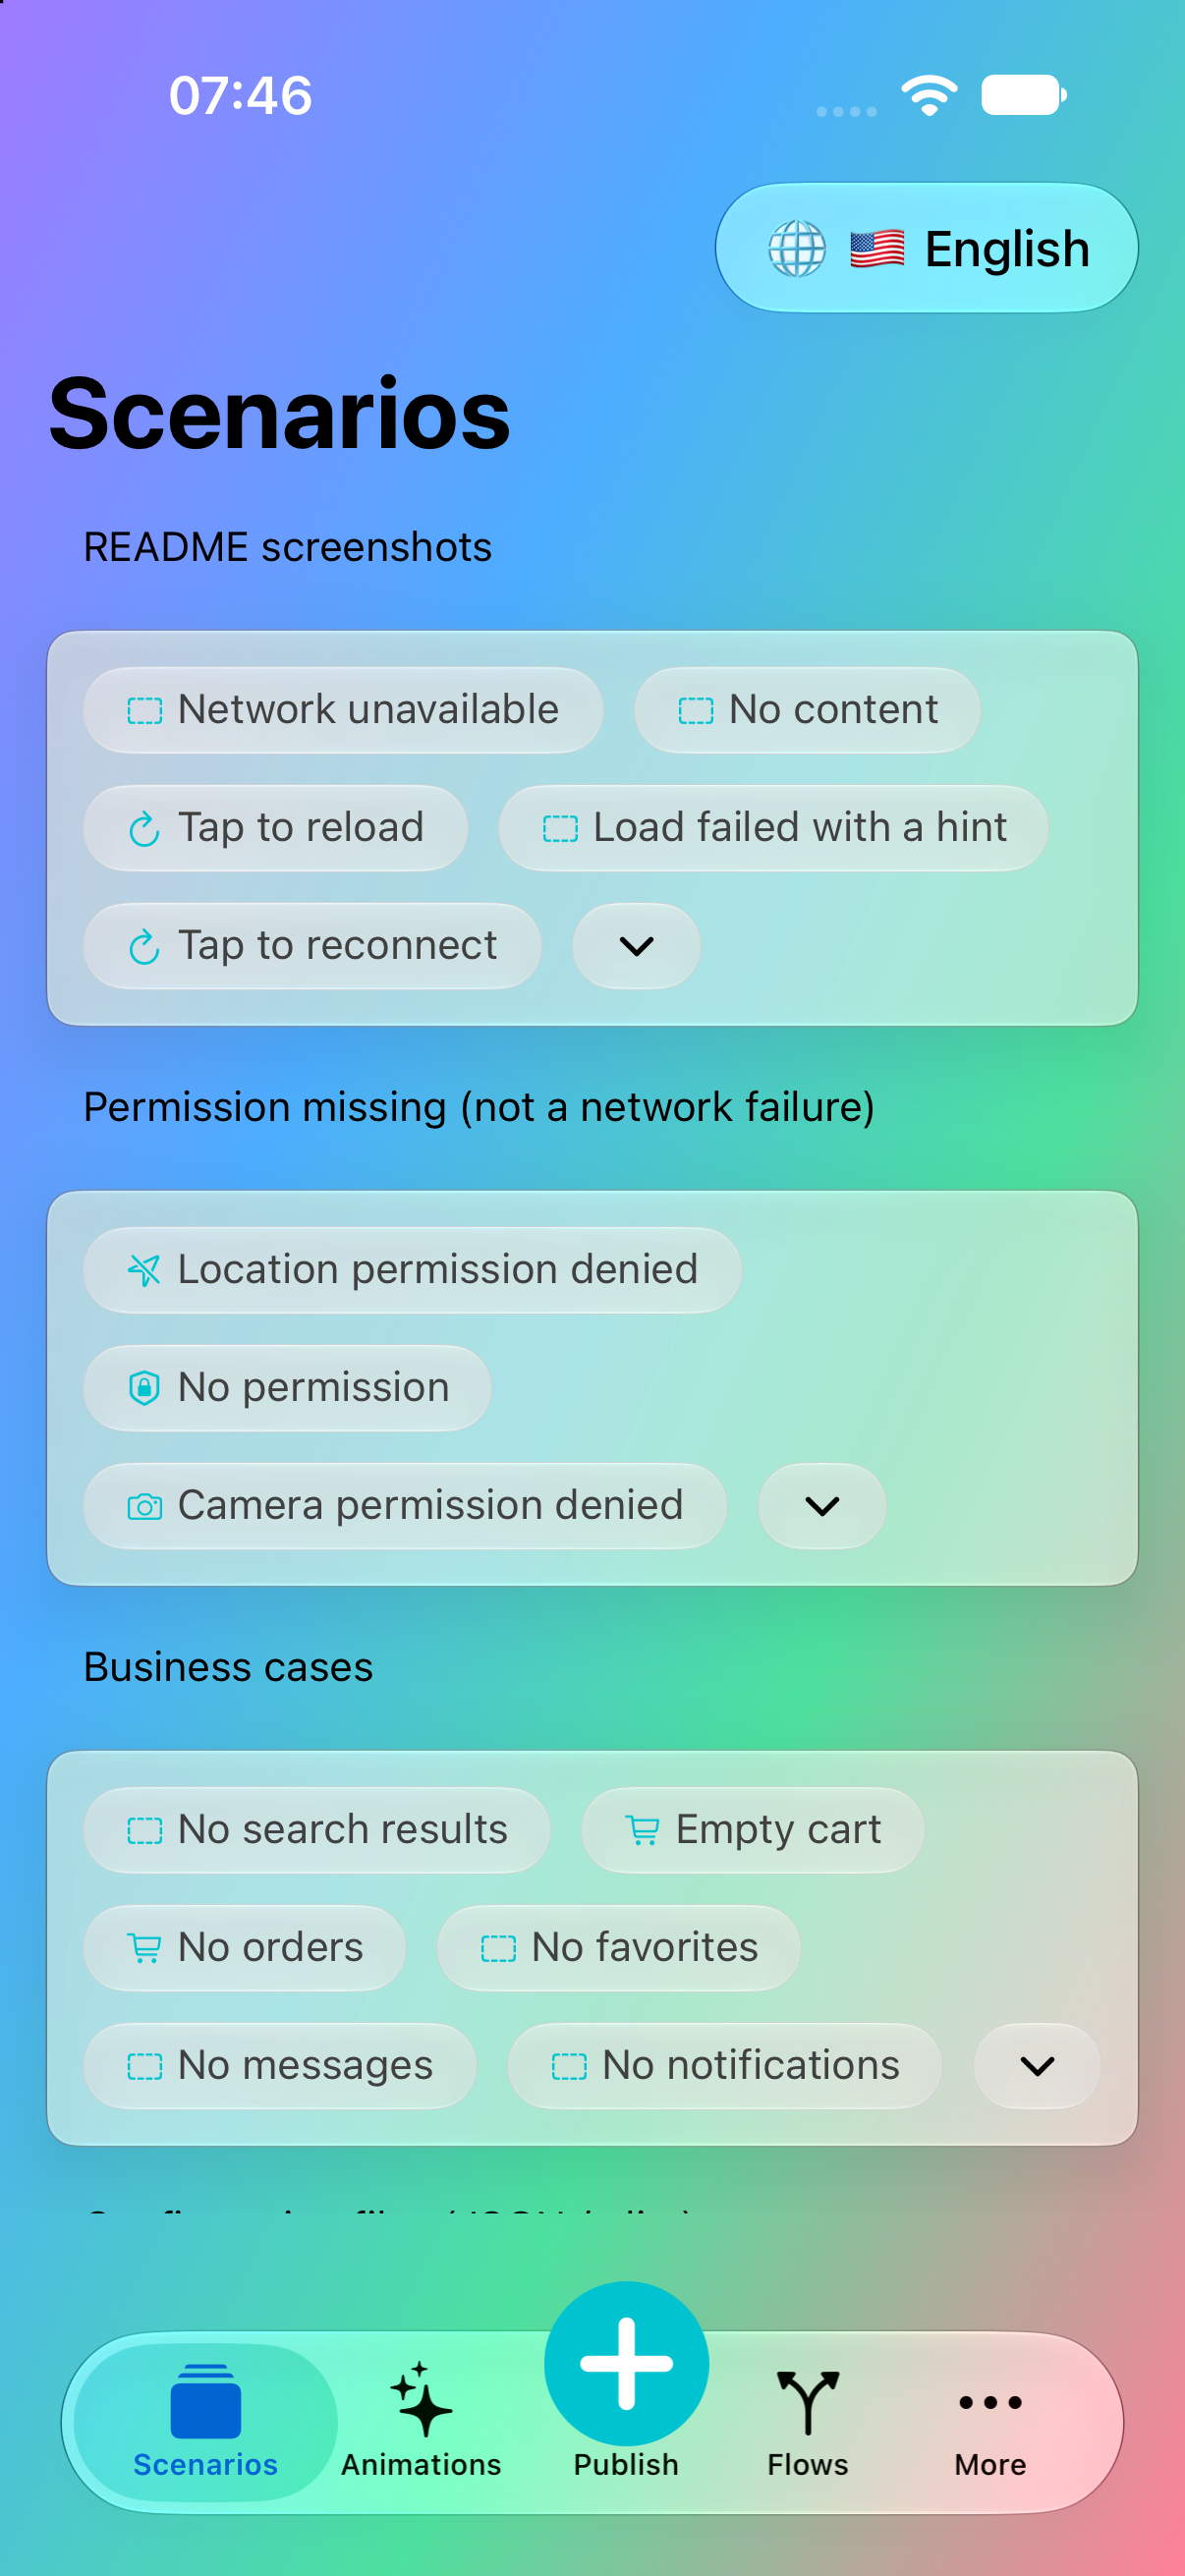 07:46
English
Scenarios
README screenshots
Network unavailable
No content
Tap to reload
Load failed with a hint
Tap to reconnect
Permission missing (not a network failure)
Location permission denied
No permission
Camera permission denied
Business cases
No search results
Empty cart
No orders
No favorites
No messages
No notifications
Scenarios
Animations
Publish
Flows
More